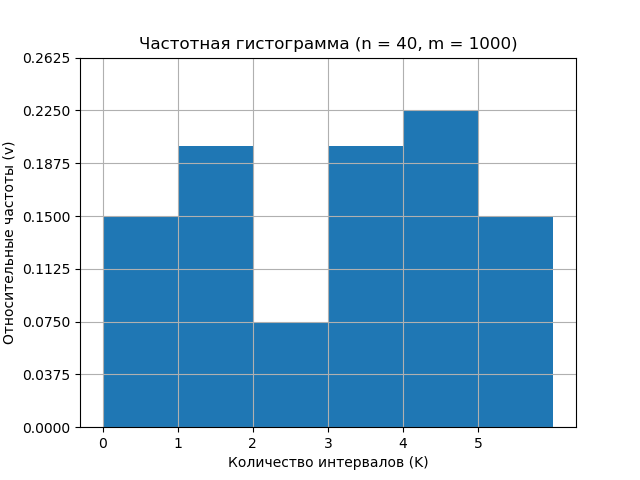 Частотная гистограмма (n = 40, m = 1000)
Относительные частоты (v)
0.2625
0.2250
0.1875
0.1500
0.1125
0.0750
0.0375
0.0000
0 1 2 3 4 5
Количество интервалов (K)